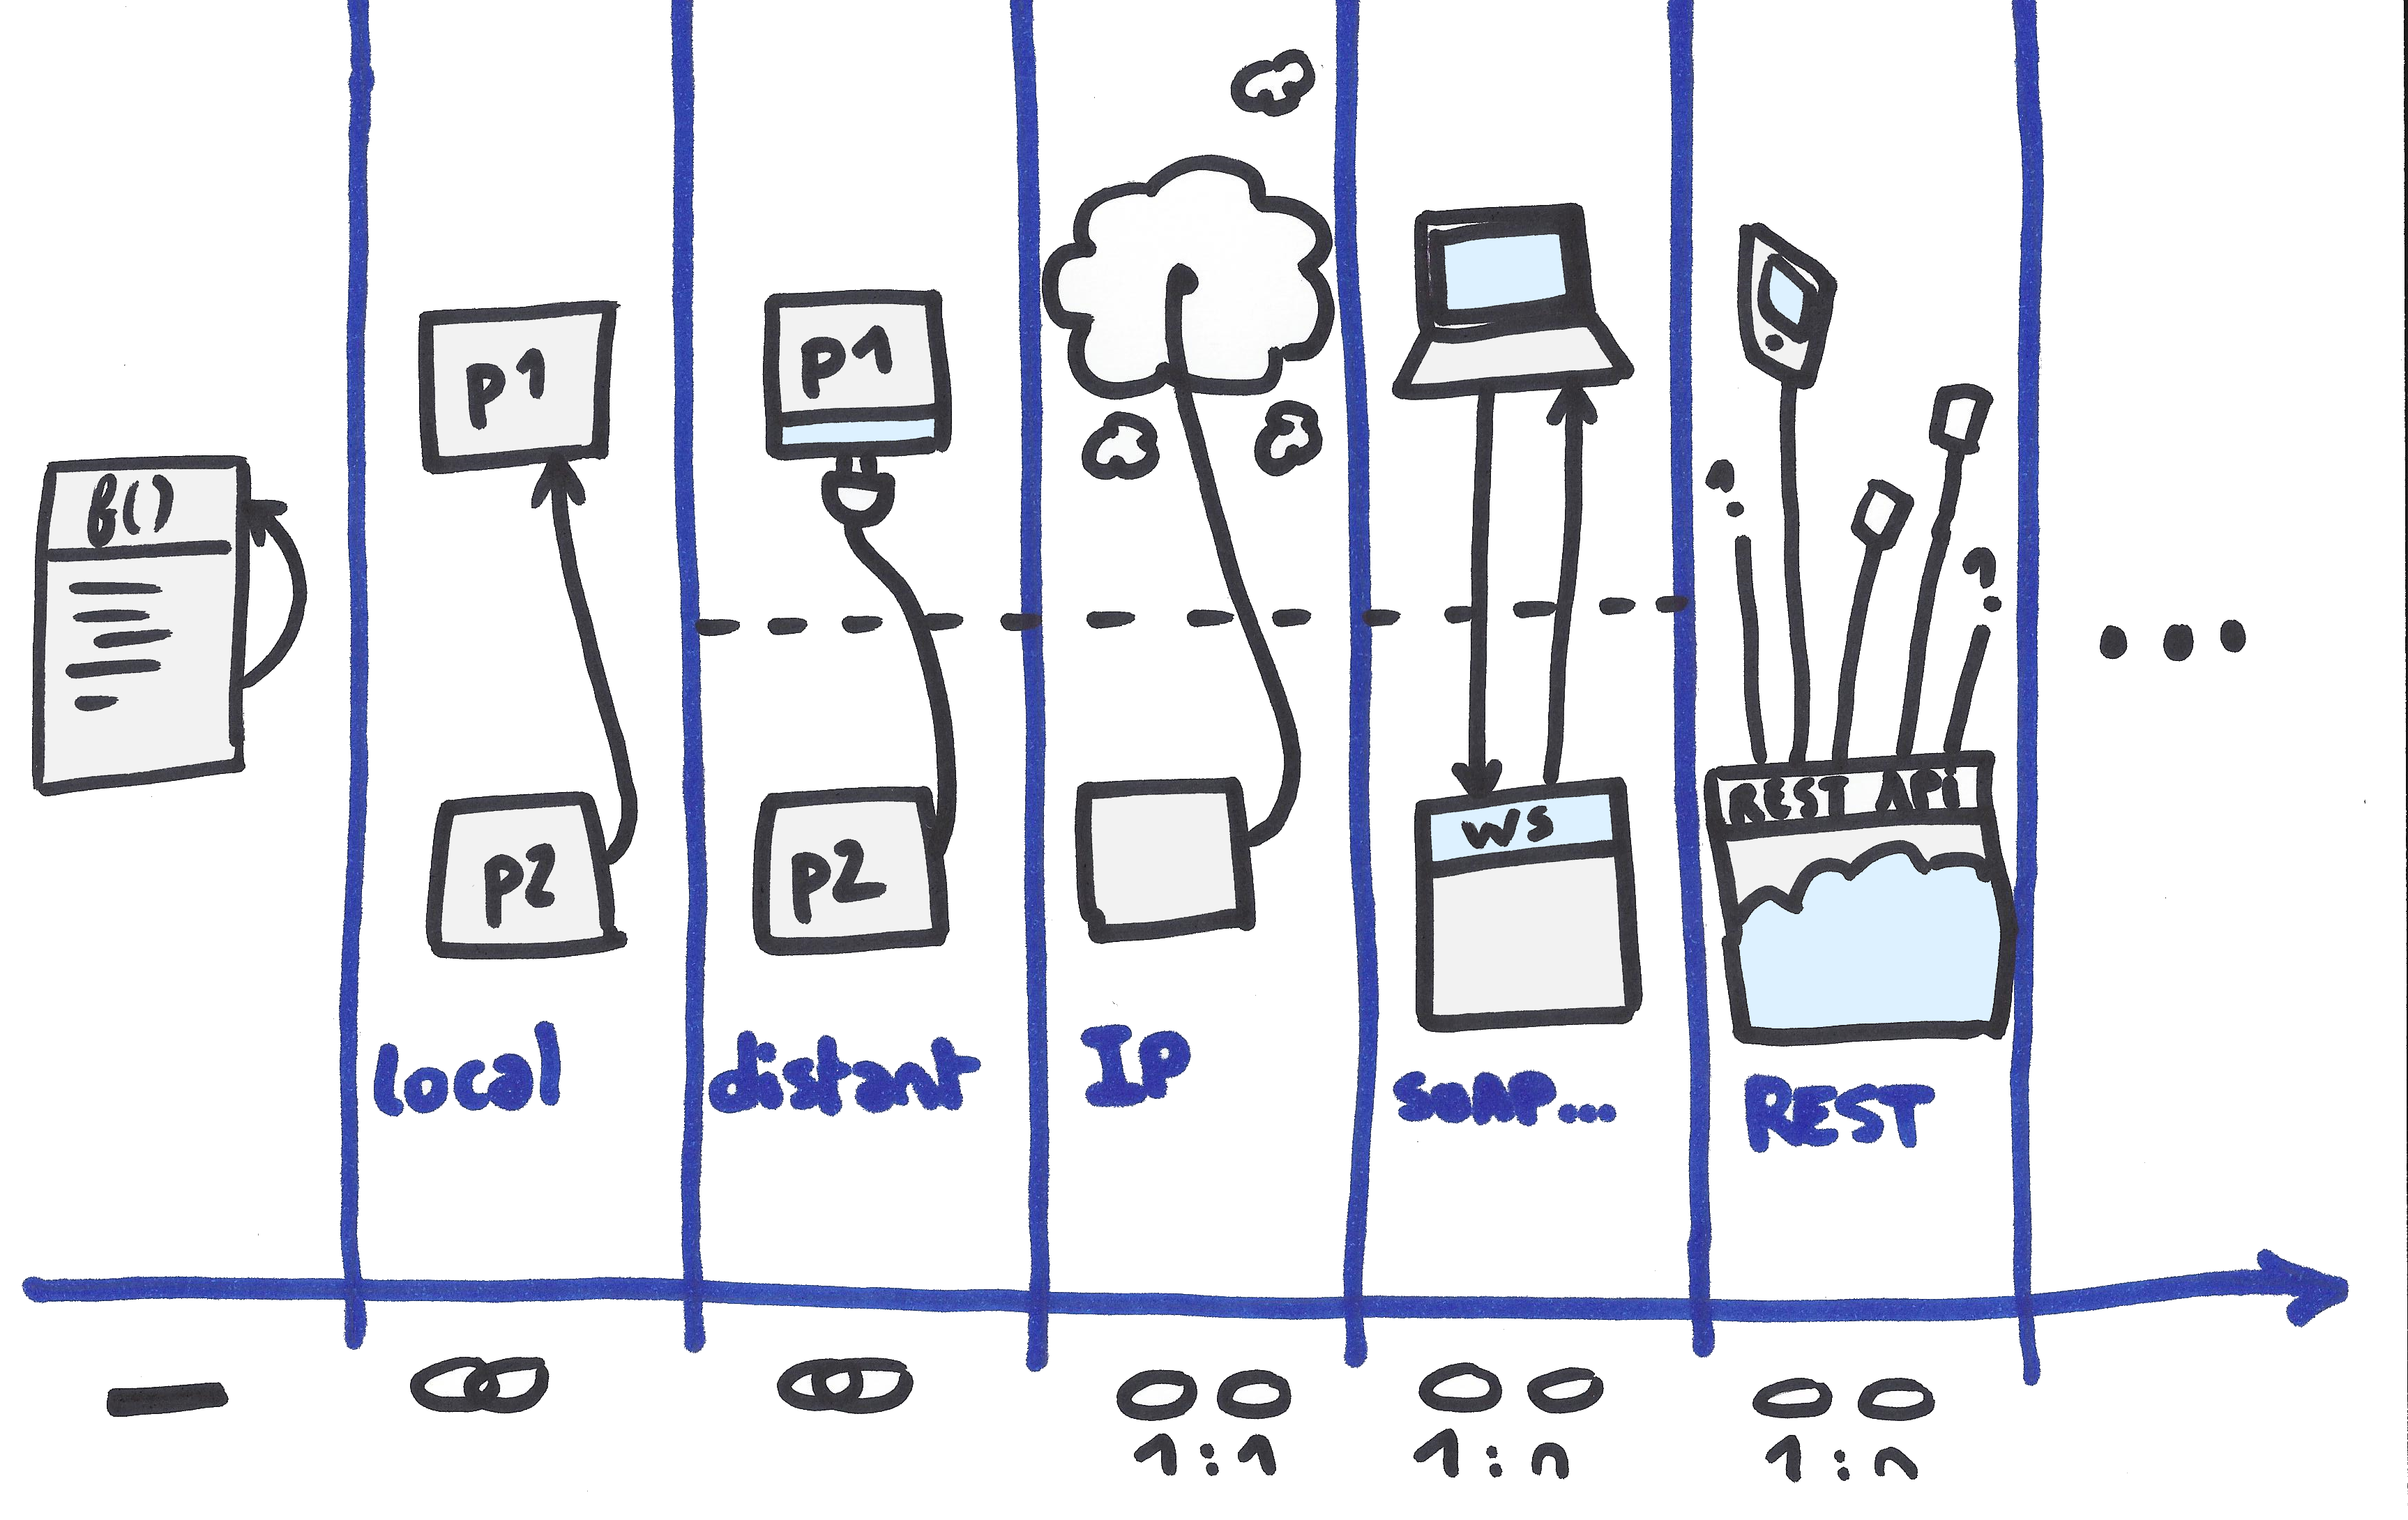 f()
P1
P2
local
P1
P2
distant
IP
1:1
WS
SOAP...
1:n
? ?
REST API
REST
1:n
...